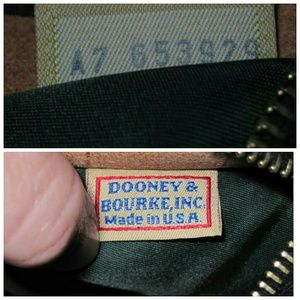 A7 653929
DOONEY &
BOURKE, INC.
Made in U.S.A.